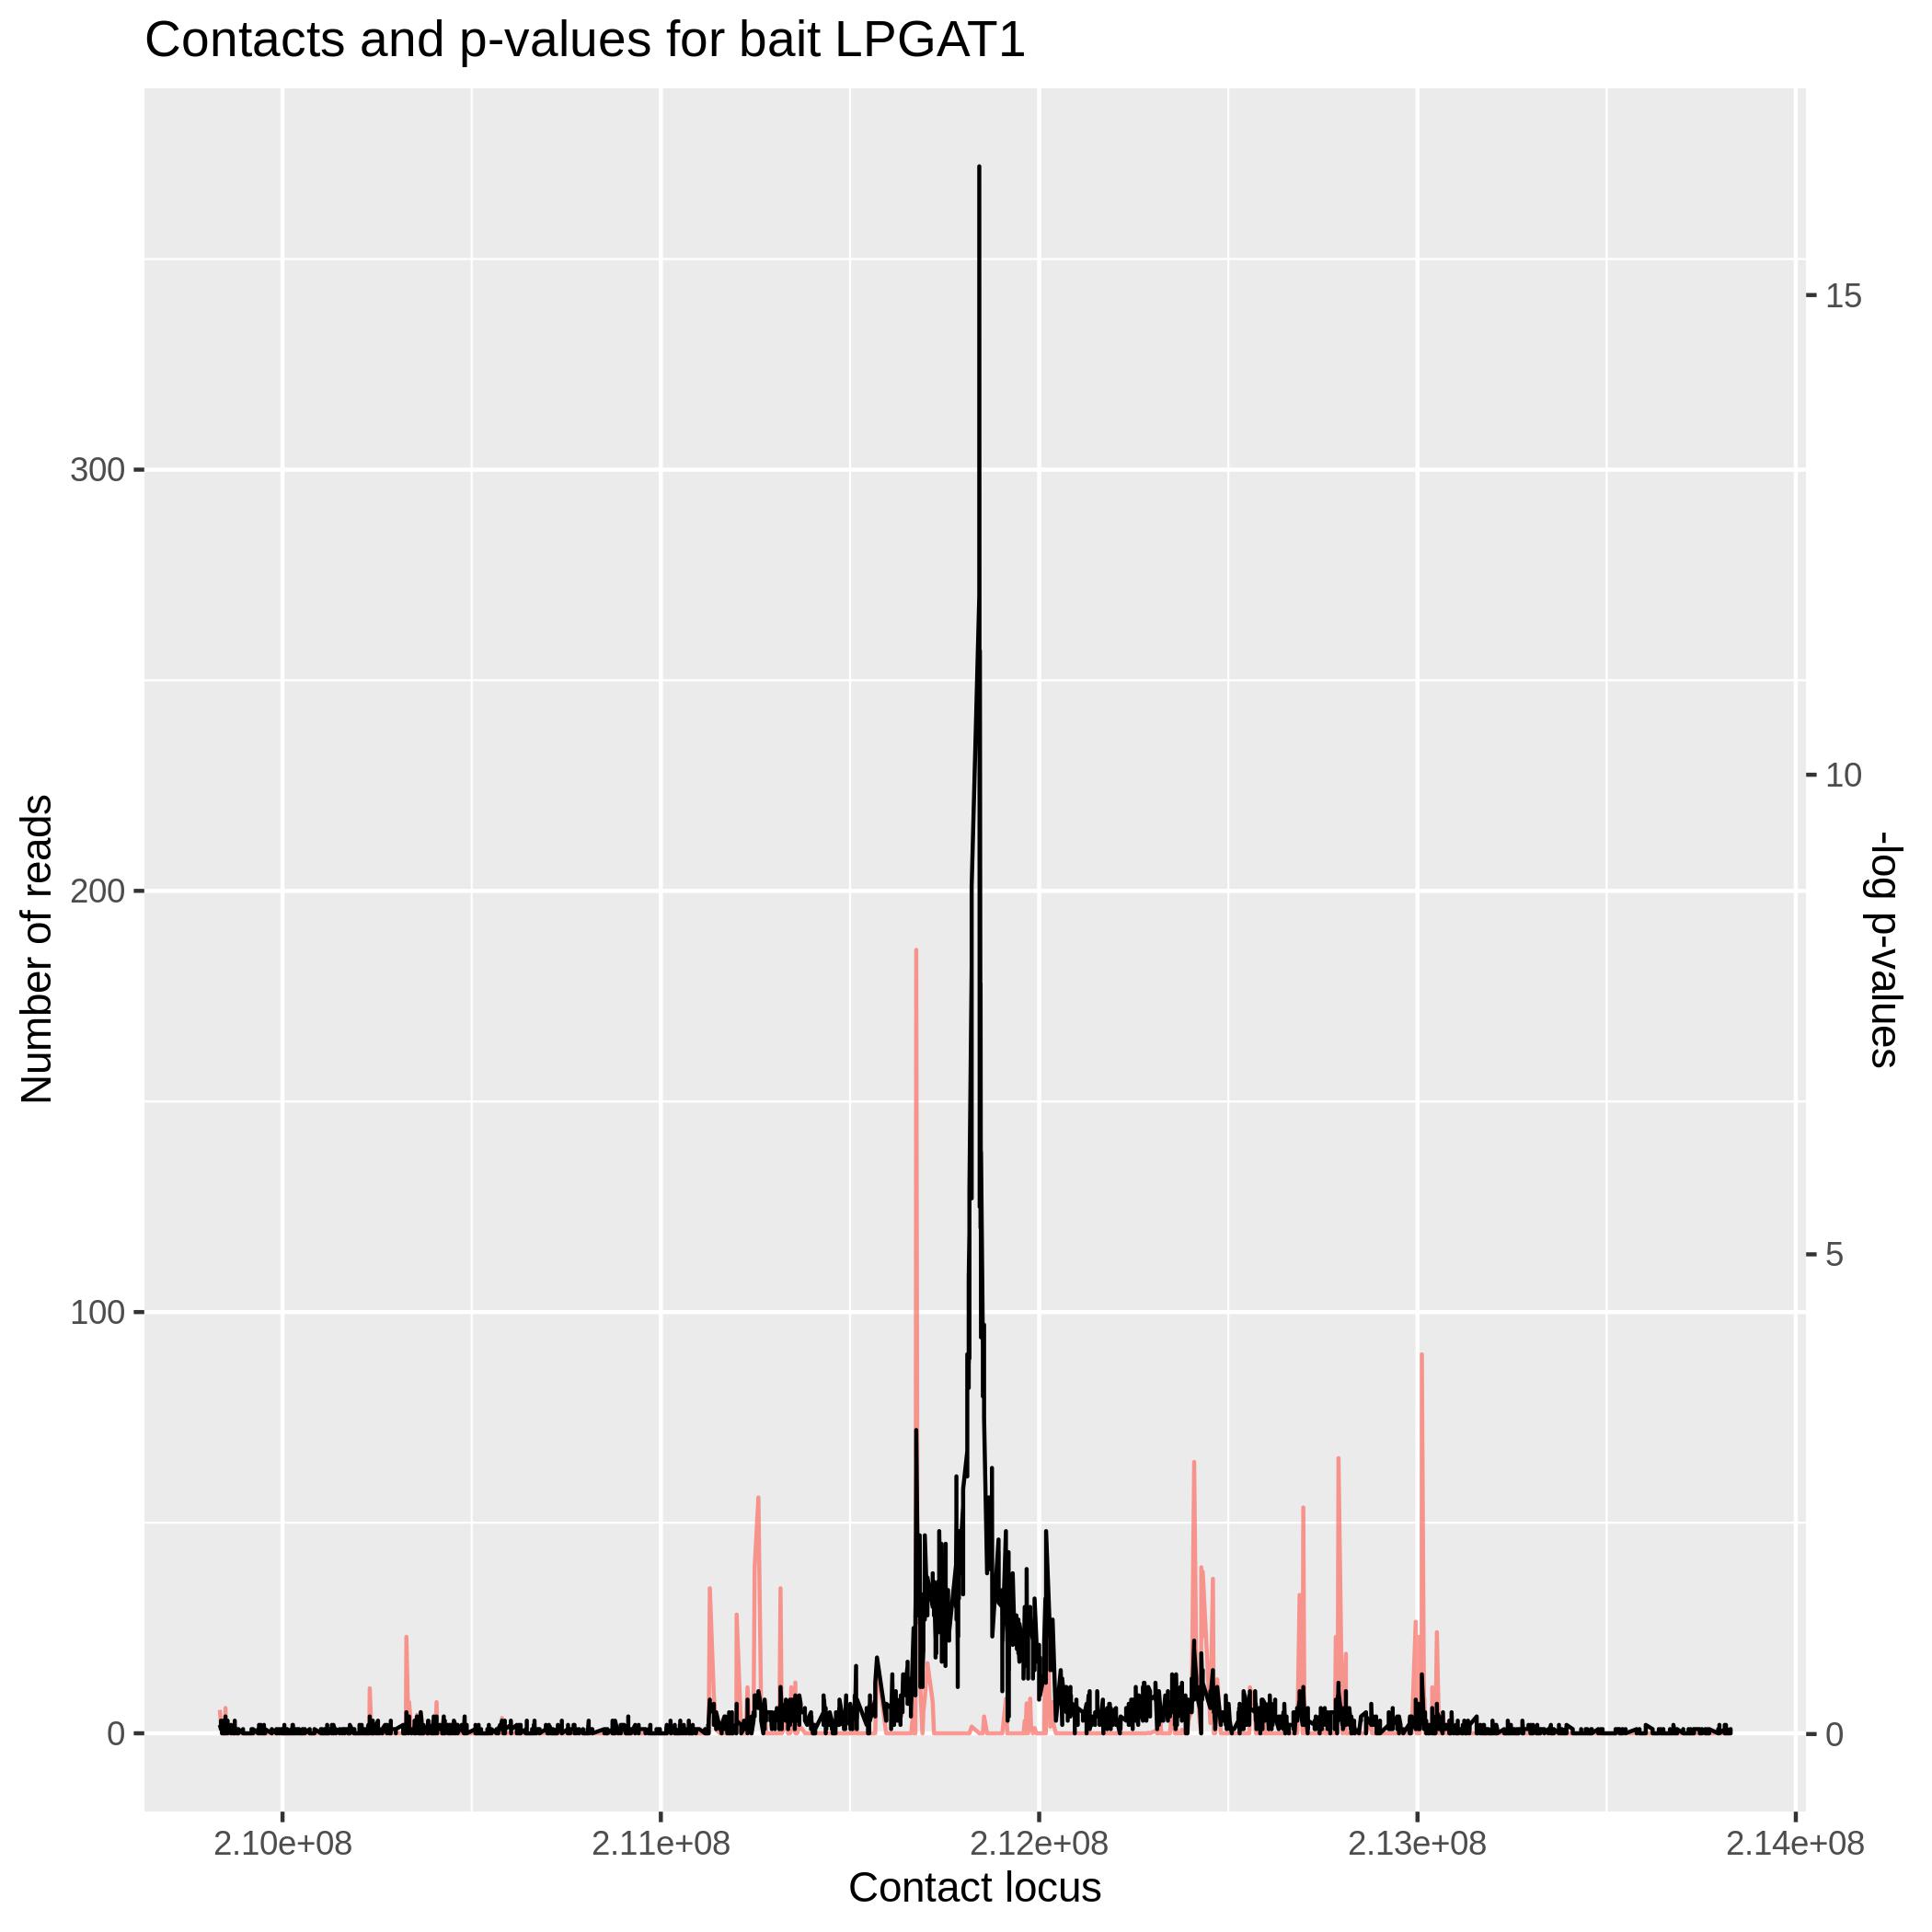 Contacts and p-values for bait LPGAT1
Number of reads
300
200
100
0
15
10
5
0
-log p-values
2.10e+08 2.11e+08 2.12e+08 2.13e+08 2.14e+08
Contact locus